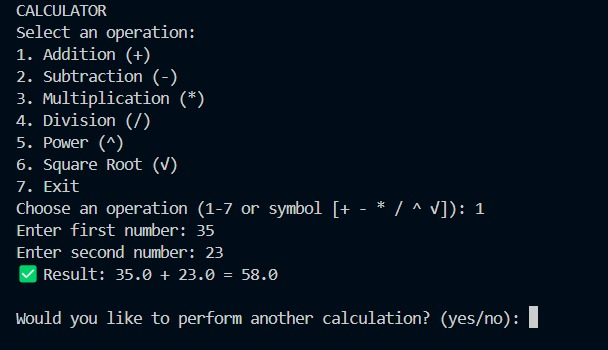 CALCULATOR
Select an operation:
1. Addition (+)
2. Subtraction (-)
3. Multiplication (*)
4. Division (/)
5. Power (^)
6. Square Root (√)
7. Exit
Choose an operation (1-7 or symbol [+ - * / ^ √]): 1
Enter first number: 35
Enter second number: 23
✅ Result: 35.0 + 23.0 = 58.0
Would you like to perform another calculation? (yes/no):